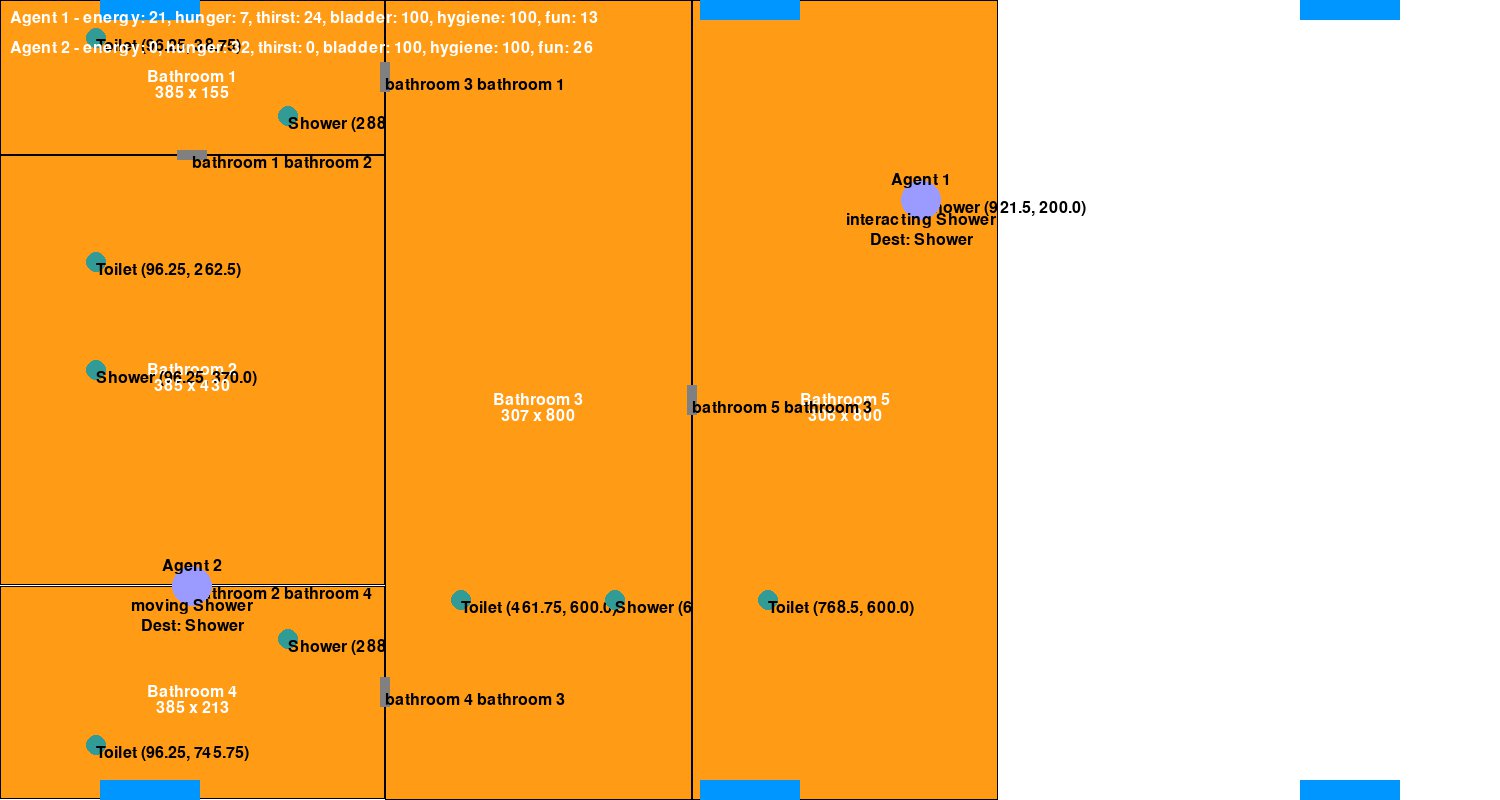 Agent 1 - energy: 21, hunger: 7, thirst: 24, bladder: 100, hygiene: 100, fun: 13
Toilet (96.25, 38.75)
Agent 2 - energy: 0, hunger: 32, thirst: 0, bladder: 100, hygiene: 100, fun: 26
Bathroom 1
385 x 155
bathroom 3 bathroom 1
Shower (288
bathroom 1 bathroom 2
Agent 1
Shower (921.5, 200.0)
interacting Shower
Dest: Shower
Toilet (96.25, 262.5)
Bathroom 2
Shower (96.25, 370.0)
385 x 430
Bathroom 3
307 x 800
Bathroom 5
bathroom 5 bathroom 3
306 x 800
Agent 2
bathroom 2 bathroom 4
moving Shower
Dest: Shower
Toilet (461.75, 600.0)
Shower (6
Toilet (768.5, 600.0)
Shower (288
Bathroom 4
385 x 213
bathroom 4 bathroom 3
Toilet (96.25, 745.75)